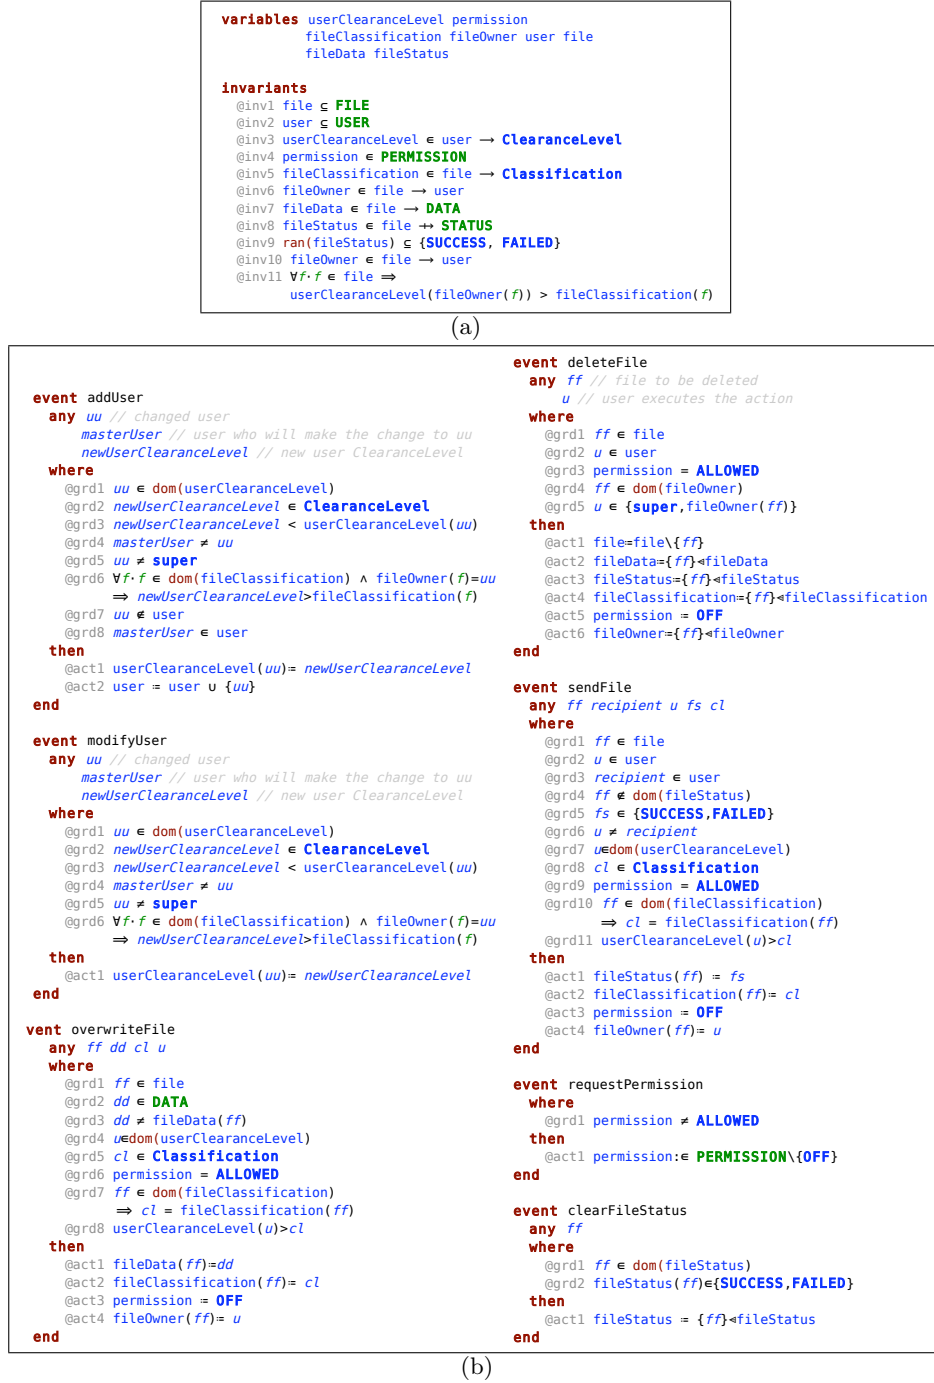 variables userClearanceLevel permission
fileClassification fileOwner user file
fileData fileStatus
invariants
@inv1 file ⊆ FILE
@inv2 user ⊆ USER
@inv3 userClearanceLevel ∈ user → ClearanceLevel
@inv4 permission ∈ PERMISSION
@inv5 fileClassification ∈ file → Classification
@inv6 fileOwner ∈ file → user
@inv7 fileData ∈ file → DATA
@inv8 fileStatus ∈ file ⇸ STATUS
@inv9 ran(fileStatus) ⊆ {SUCCESS, FAILED}
@inv10 fileOwner ∈ file → user
@inv11 ∀f·f ∈ file ⇒
userClearanceLevel(fileOwner(f)) > fileClassification(f)
(a)
event addUser
any uu // changed user
masterUser // user who will make the change to uu
newUserClearanceLevel // new user ClearanceLevel
where
@grd1 uu ∈ dom(userClearanceLevel)
@grd2 newUserClearanceLevel ∈ ClearanceLevel
@grd3 newUserClearanceLevel < userClearanceLevel(uu)
@grd4 masterUser ≠ uu
@grd5 uu ≠ super
@grd6 ∀f·f ∈ dom(fileClassification) ∧ fileOwner(f)=uu
⇒ newUserClearanceLevel>fileClassification(f)
@grd7 uu ∉ user
@grd8 masterUser ∈ user
then
@act1 userClearanceLevel(uu)≔ newUserClearanceLevel
@act2 user ≔ user ∪ {uu}
end
event modifyUser
any uu // changed user
masterUser // user who will make the change to uu
newUserClearanceLevel // new user ClearanceLevel
where
@grd1 uu ∈ dom(userClearanceLevel)
@grd2 newUserClearanceLevel ∈ ClearanceLevel
@grd3 newUserClearanceLevel < userClearanceLevel(uu)
@grd4 masterUser ≠ uu
@grd5 uu ≠ super
@grd6 ∀f·f ∈ dom(fileClassification) ∧ fileOwner(f)=uu
⇒ newUserClearanceLevel>fileClassification(f)
then
@act1 userClearanceLevel(uu)≔ newUserClearanceLevel
end
vent overwriteFile
any ff dd cl u
where
@grd1 ff ∈ file
@grd2 dd ∈ DATA
@grd3 dd ≠ fileData(ff)
@grd4 u∈dom(userClearanceLevel)
@grd5 cl ∈ Classification
@grd6 permission = ALLOWED
@grd7 ff ∈ dom(fileClassification)
⇒ cl = fileClassification(ff)
@grd8 userClearanceLevel(u)>cl
then
@act1 fileData(ff)≔dd
@act2 fileClassification(ff)≔ cl
@act3 permission ≔ OFF
@act4 fileOwner(ff)≔ u
end
event deleteFile
any ff // file to be deleted
u // user executes the action
where
@grd1 ff ∈ file
@grd2 u ∈ user
@grd3 permission = ALLOWED
@grd4 ff ∈ dom(fileOwner)
@grd5 u ∈ {super,fileOwner(ff)}
then
@act1 file≔file\{ff}
@act2 fileData≔{ff}⩤fileData
@act3 fileStatus≔{ff}⩤fileStatus
@act4 fileClassification≔{ff}⩤fileClassification
@act5 permission ≔ OFF
@act6 fileOwner≔{ff}⩤fileOwner
end
event sendFile
any ff recipient u fs cl
where
@grd1 ff ∈ file
@grd2 u ∈ user
@grd3 recipient ∈ user
@grd4 ff ∉ dom(fileStatus)
@grd5 fs ∈ {SUCCESS,FAILED}
@grd6 u ≠ recipient
@grd7 u∈dom(userClearanceLevel)
@grd8 cl ∈ Classification
@grd9 permission = ALLOWED
@grd10 ff ∈ dom(fileClassification)
⇒ cl = fileClassification(ff)
@grd11 userClearanceLevel(u)>cl
then
@act1 fileStatus(ff) ≔ fs
@act2 fileClassification(ff)≔ cl
@act3 permission ≔ OFF
@act4 fileOwner(ff)≔ u
end
event requestPermission
where
@grd1 permission ≠ ALLOWED
then
@act1 permission:∈ PERMISSION\{OFF}
end
event clearFileStatus
any ff
where
@grd1 ff ∈ dom(fileStatus)
@grd2 fileStatus(ff)∈{SUCCESS,FAILED}
then
@act1 fileStatus ≔ {ff}⩤fileStatus
end
(b)